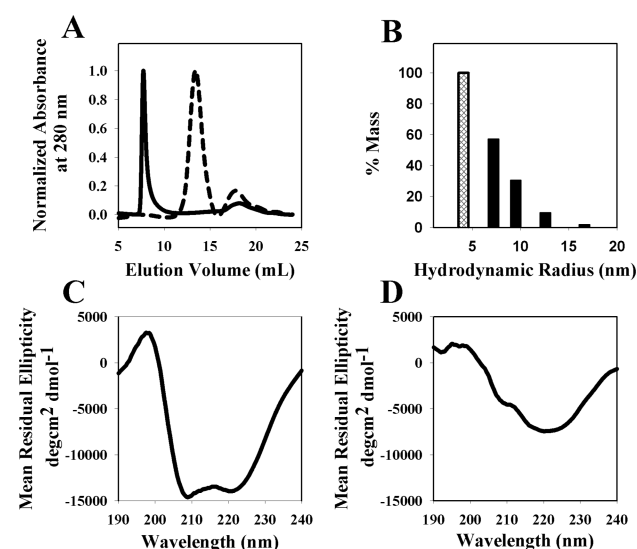 A
Normalized Absorbance
at 280 nm
1.0
0.8
0.6
0.4
0.2
0.0
5 10 15 20 25
Elution Volume (mL)
B
% Mass
100
80
60
40
20
0
5 10 15 20
Hydrodynamic Radius (nm)
C
Mean Residual Ellipticity
degcm2 dmol-1
5000
0
-5000
-10000
-15000
190 200 210 220 230 240
Wavelength (nm)
D
Mean Residual Ellipticity
degcm2 dmol-1
5000
0
-5000
-10000
-15000
190 200 210 220 230 240
Wavelength (nm)